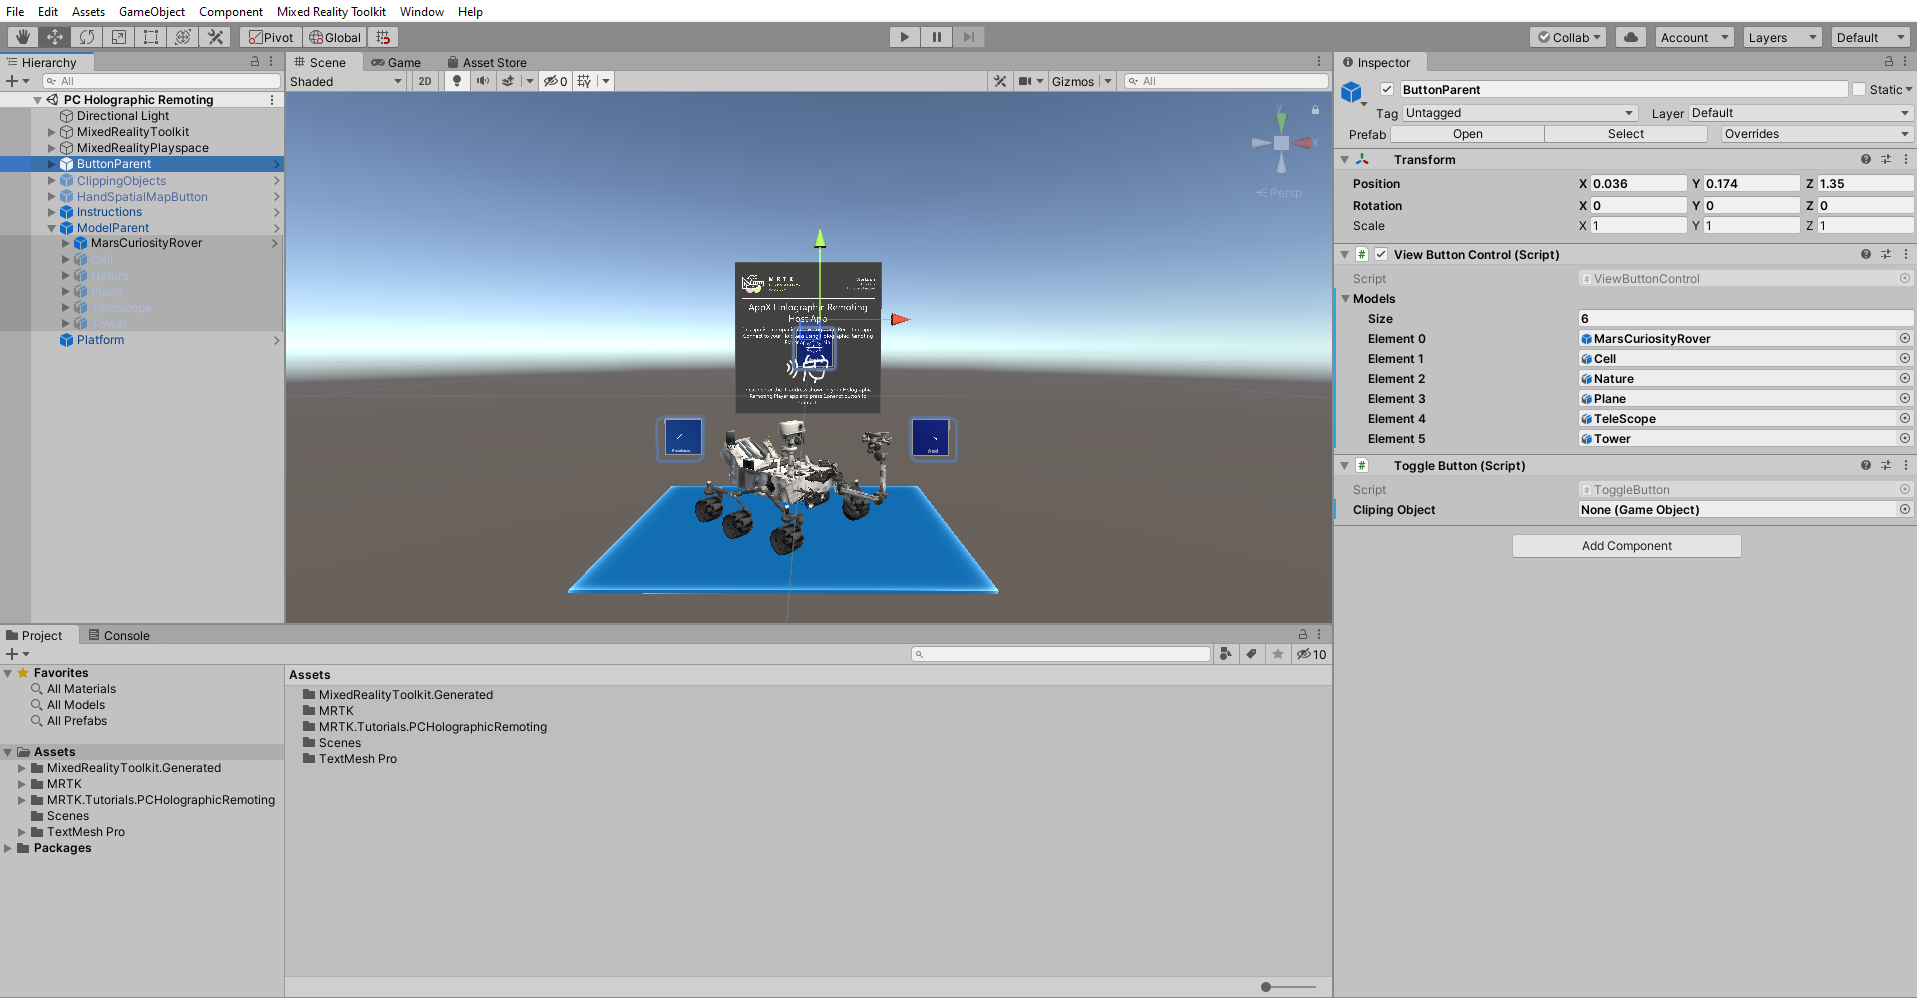 File Edit Assets GameObject Component Mixed Reality Toolkit Window Help
Pivot Global Collab Account Layers Default
Hierarchy
All
PC Holographic Remoting
Directional Light
MixedRealityToolkit
MixedRealityPlayspace
ButtonParent
ClippingObjects
HandSpatialMapButton
Instructions
ModelParent
MarsCuriosityRover
Cell
Nature
Plane
TeleScope
Tower
Platform
Scene Game Asset Store
Shaded 2D 0 Gizmos All
y
x
Persp
MRTK
AppX Holographic Remoting
Host App
Inspector
ButtonParent Static
Tag Untagged Layer Default
Prefab Open Select Overrides
Transform
Position X 0.036 Y 0.174 Z 1.35
Rotation X 0 Y 0 Z 0
Scale X 1 Y 1 Z 1
# View Button Control (Script)
Script # ViewButtonControl
Models
Size 6
Element 0 MarsCuriosityRover
Element 1 Cell
Element 2 Nature
Element 3 Plane
Element 4 TeleScope
Element 5 Tower
# Toggle Button (Script)
Script # ToggleButton
Cliping Object None (Game Object)
Add Component
Project Console
10
Favorites
All Materials
All Models
All Prefabs
Assets
MixedRealityToolkit.Generated
MRTK
MRTK.Tutorials.PCHolographicRemoting
Scenes
TextMesh Pro
Packages
Assets
MixedRealityToolkit.Generated
MRTK
MRTK.Tutorials.PCHolographicRemoting
Scenes
TextMesh Pro